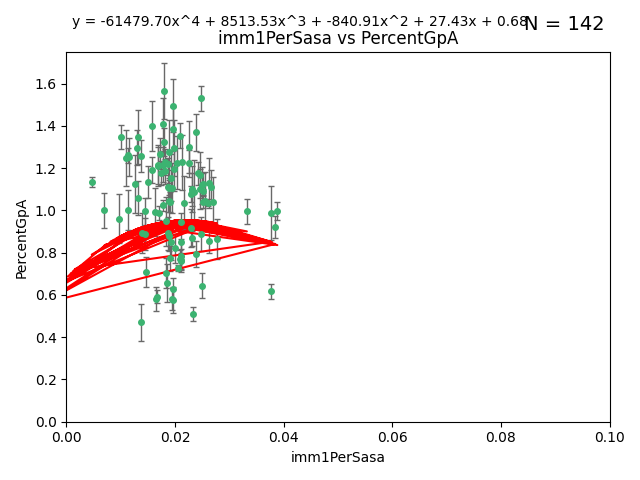 y = -61479.70x^4 + 8513.53x^3 + -840.91x^2 + 27.43x + 0.68
N = 142
imm1PerSasa vs PercentGpA
1.6
1.4
1.2
1.0
0.8
0.6
0.4
0.2
0.0
PercentGpA
0.00 0.02 0.04 0.06 0.08 0.10
imm1PerSasa